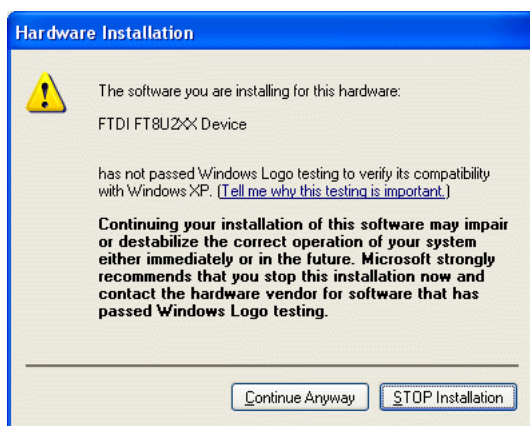 Hardware Installation
The software you are installing for this hardware:
FTDI FT8U2XX Device
has not passed Windows Logo testing to verify its compatibility
with Windows XP. (Tell me why this testing is important.)
Continuing your installation of this software may impair
or destabilize the correct operation of your system
either immediately or in the future. Microsoft strongly
recommends that you stop this installation now and
contact the hardware vendor for software that has
passed Windows Logo testing.
Continue Anyway
STOP Installation